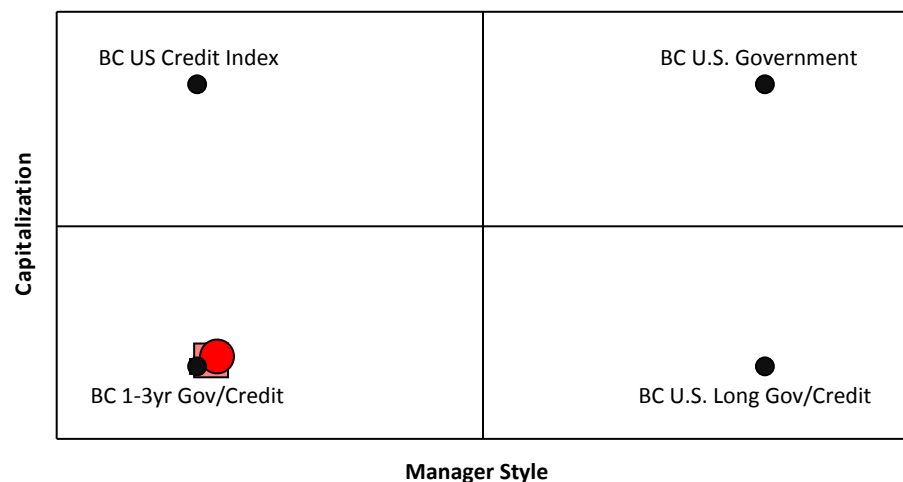 BC US Credit Index
BC U.S. Government
Capitalization
BC 1-3yr Gov/Credit
BC U.S. Long Gov/Credit
Manager Style